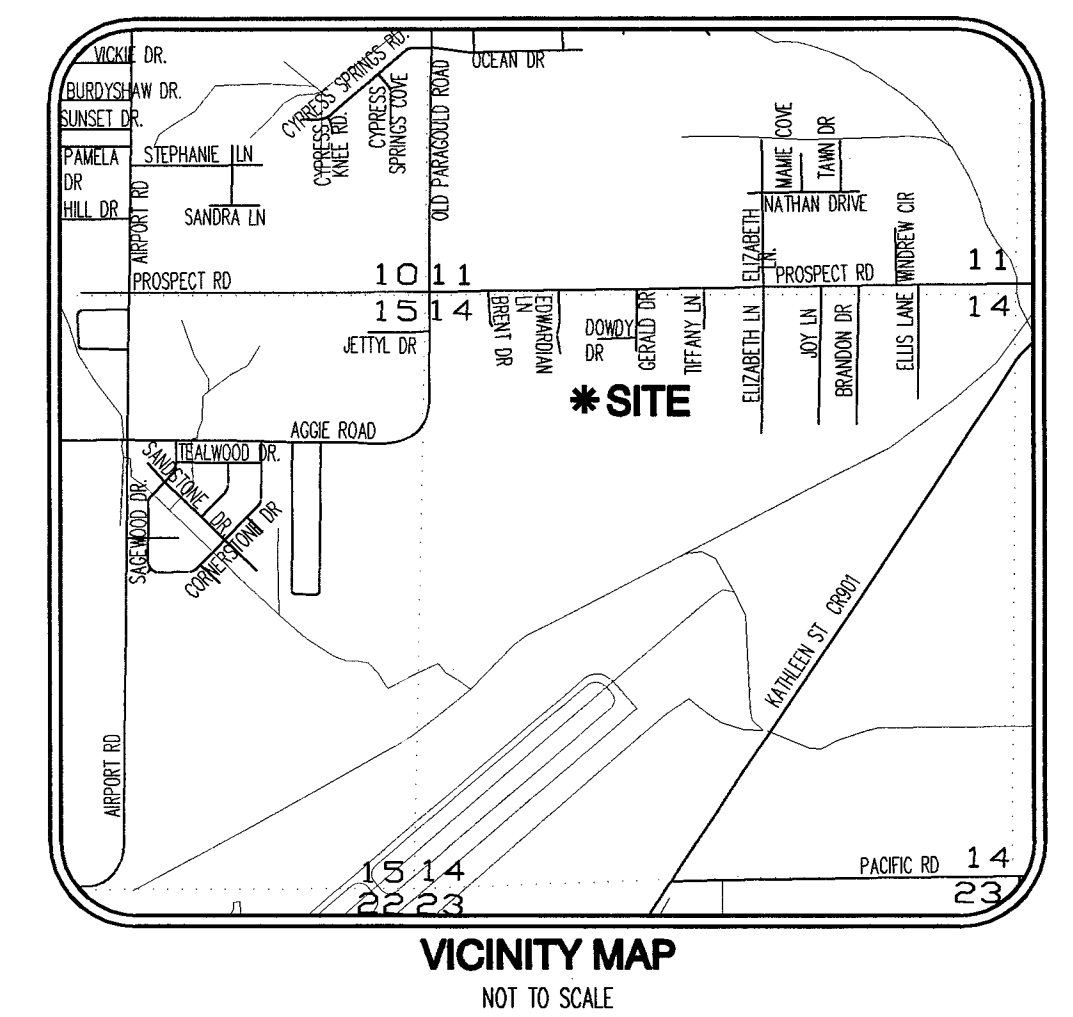 VICKIE DR.
BURDYSHAW DR.
SUNSET DR.
PAMELA
DR
HILL DR
STEPHANIE LN
SANDRA LN
AIRPORT RD
CYPRESS SPRINGS RD.
CYPRESS
KNEE RD.
CYPRESS
SPRINGS COVE
OLD PARAGOULD ROAD
OCEAN DR
MAMIE COVE
TAWN DR
NATHAN DRIVE
ELIZABETH
LN.
WINDREW CIR
PROSPECT RD
10 11
PROSPECT RD
11
15 14
14
JETTYL DR
BRENT DR
EDWARDIAN
LN
DOWDY
DR
GERALD DR
TIFFANY LN
ELIZABETH LN
JOY LN
BRANDON DR
ELLIS LANE
* SITE
AGGIE ROAD
TEALWOOD DR.
SANDSTONE DR
SAGEWOOD DR.
CORNERSTONE DR
KATHLEEN ST CR901
AIRPORT RD
15 14
22 23
PACIFIC RD
14
23
VICINITY MAP
NOT TO SCALE